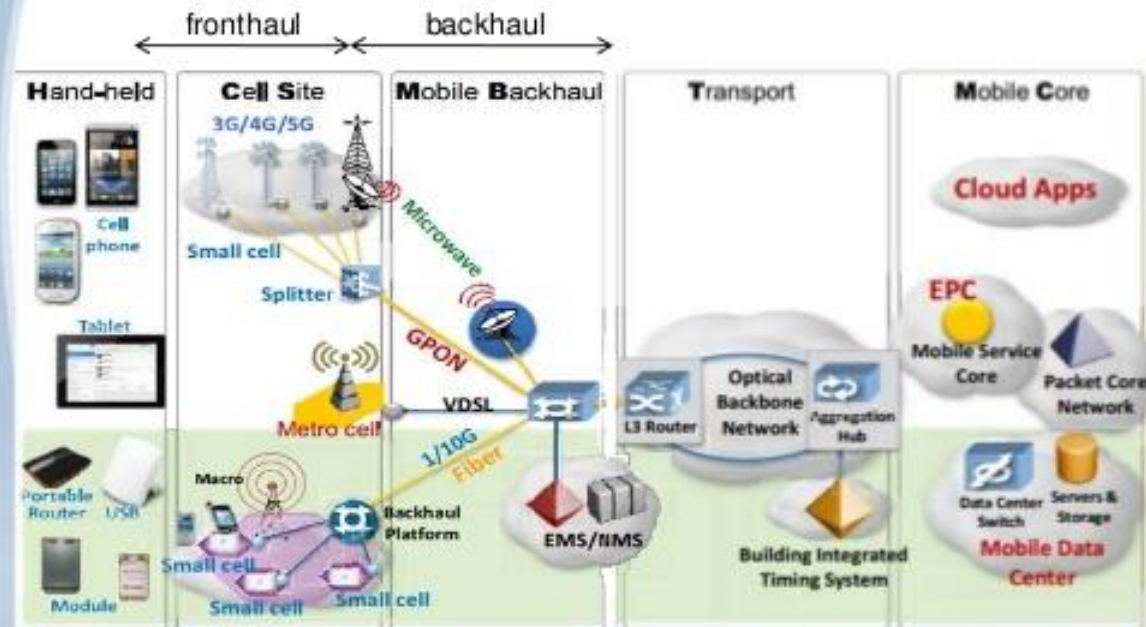 fronthaul
backhaul
Hand-held
Cell
phone
Tablet
Portable
Router
USB
Module
Cell Site
3G/4G/5G
Small cell
Splitter
Metro cell
Macro
Backhaul
Platform
Small cell
Small cell
Small cell
Mobile Backhaul
Microwave
GPON
VDSL
1/10G
Fiber
EMS/NMS
Transport
L3 Router
Optical
Backbone
Network
Aggregation
Hub
Building Integrated
Timing System
Mobile Core
Cloud Apps
EPC
Mobile Service
Core
Packet Core
Network
Data Center
Switch
Servers &
Storage
Mobile Data
Center